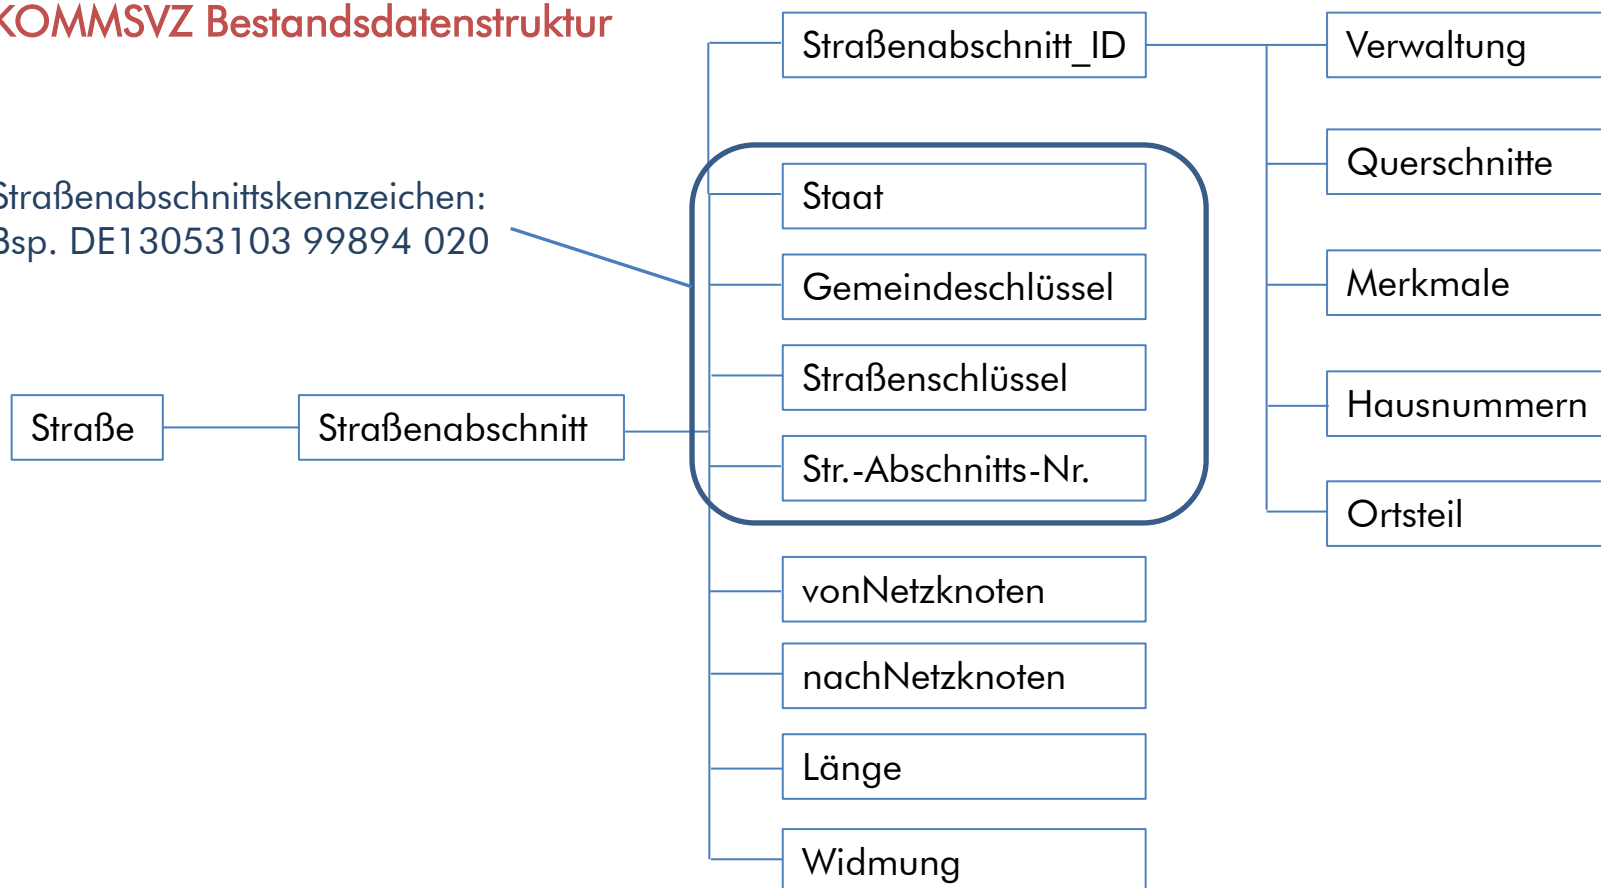 KOMMSVZ Bestandsdatenstruktur
Straßenabschnittskennzeichen:
Bsp. DE13053103 99894 020
Straße
Straßenabschnitt
Straßenabschnitt_ID
Staat
Gemeindeschlüssel
Straßenschlüssel
Str.-Abschnitts-Nr.
vonNetzknoten
nachNetzknoten
Länge
Widmung
Verwaltung
Querschnitte
Merkmale
Hausnummern
Ortsteil